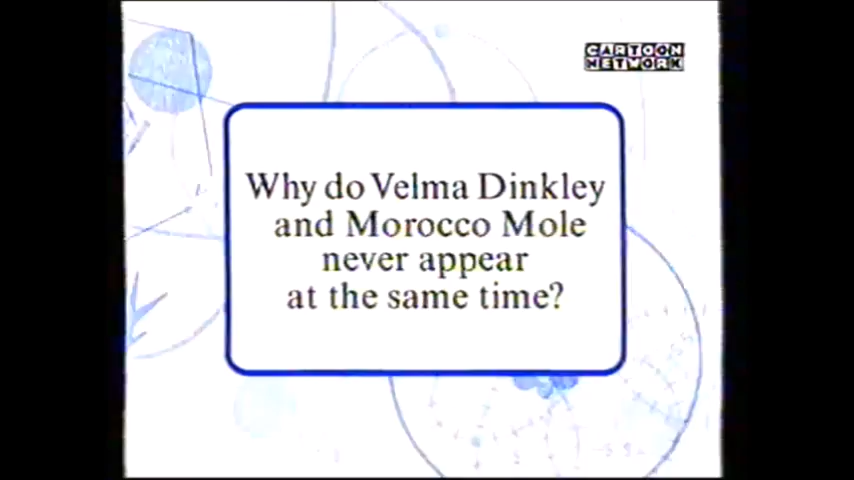 CARTOON
NETWORK
Why do Velma Dinkley
and Morocco Mole
never appear
at the same time?